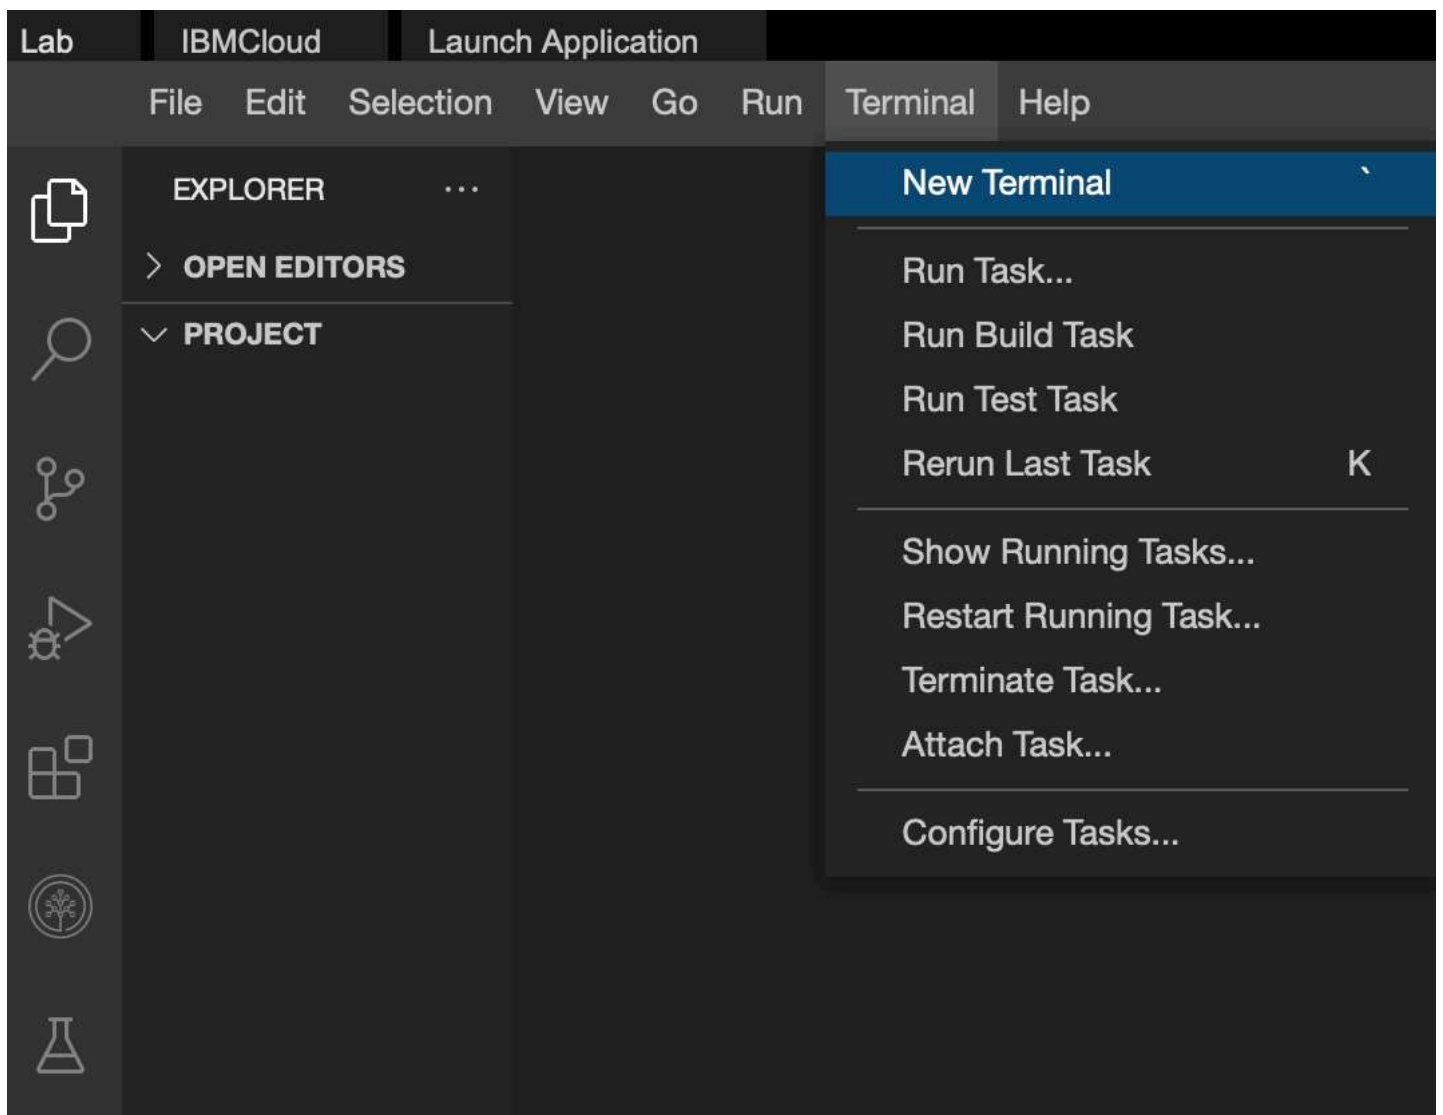 Lab IBMCloud Launch Application
File Edit Selection View Go Run Terminal Help
EXPLORER ...
OPEN EDITORS
PROJECT
New Terminal `
Run Task...
Run Build Task
Run Test Task
Rerun Last Task K
Show Running Tasks...
Restart Running Task...
Terminate Task...
Attach Task...
Configure Tasks...